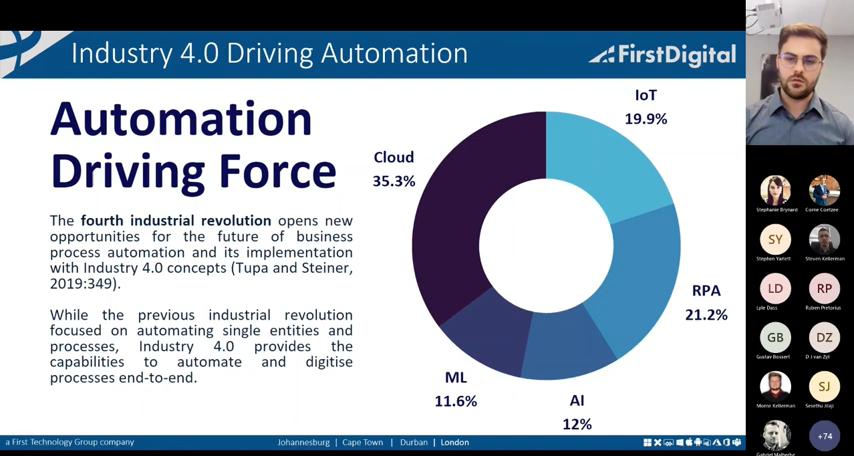 Industry 4.0 Driving Automation
FirstDigital
Automation
Driving Force
The fourth industrial revolution opens new
opportunities for the future of business
process automation and its implementation
with Industry 4.0 concepts (Tupa and Steiner,
2019:349).
While the previous industrial revolution
focused on automating single entities and
processes, Industry 4.0 provides the
capabilities to automate and digitise
processes end-to-end.
IoT
19.9%
Cloud
35.3%
RPA
21.2%
ML
11.6%
AI
12%
a First Technology Group company
Johannesburg | Cape Town | Durban | London
Stephanie Brynard
Corne Coetzee
SY
Stephon Yarlett
Steven Kellerman
LD
Lyle Dass
RP
Ruben Pretorius
GB
Gustav Bossert
DZ
D.J van Zyl
Morne Kellerman
SJ
Sesethu Jilaji
Gabriel Malherbe
+74